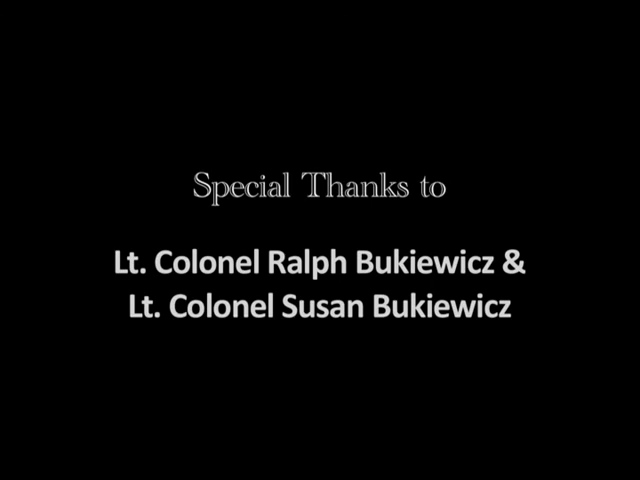 Special Thanks to
Lt. Colonel Ralph Bukiewicz &
Lt. Colonel Susan Bukiewicz